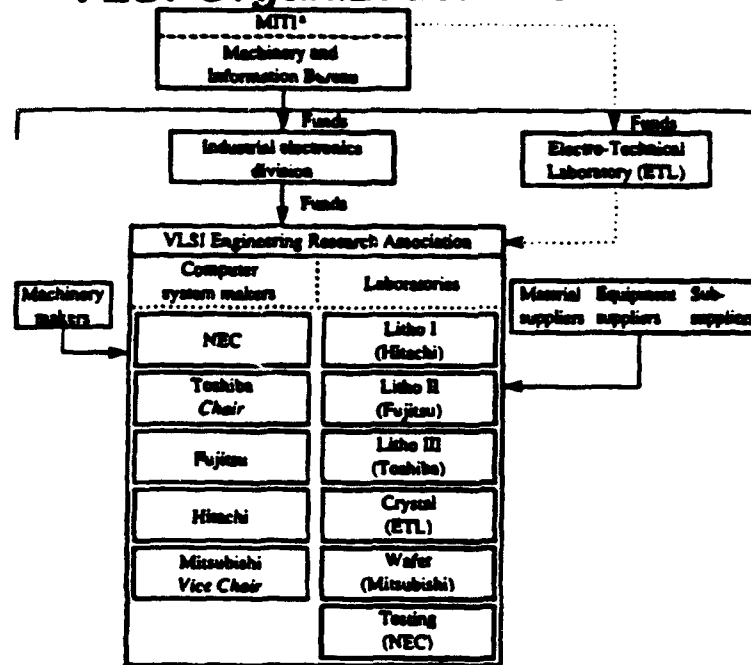 MITI a
Machinery and
Information Bureau
Funds
Funds
Industrial electronics
division
Electro-Technical
Laboratory (ETL)
Funds
VLSI Engineering Research Association
Computer
system makers
Laboratories
Machinery
makers
Material Equipment Sub-
suppliers suppliers suppliers
NEC
Litho I
(Hitachi)
Toshiba
Chair
Litho II
(Fujitsu)
Fujitsu
Litho III
(Toshiba)
Hitachi
Crystal
(ETL)
Mitsubishi
Vice Chair
Wafer
(Mitsubishi)
Testing
(NEC)